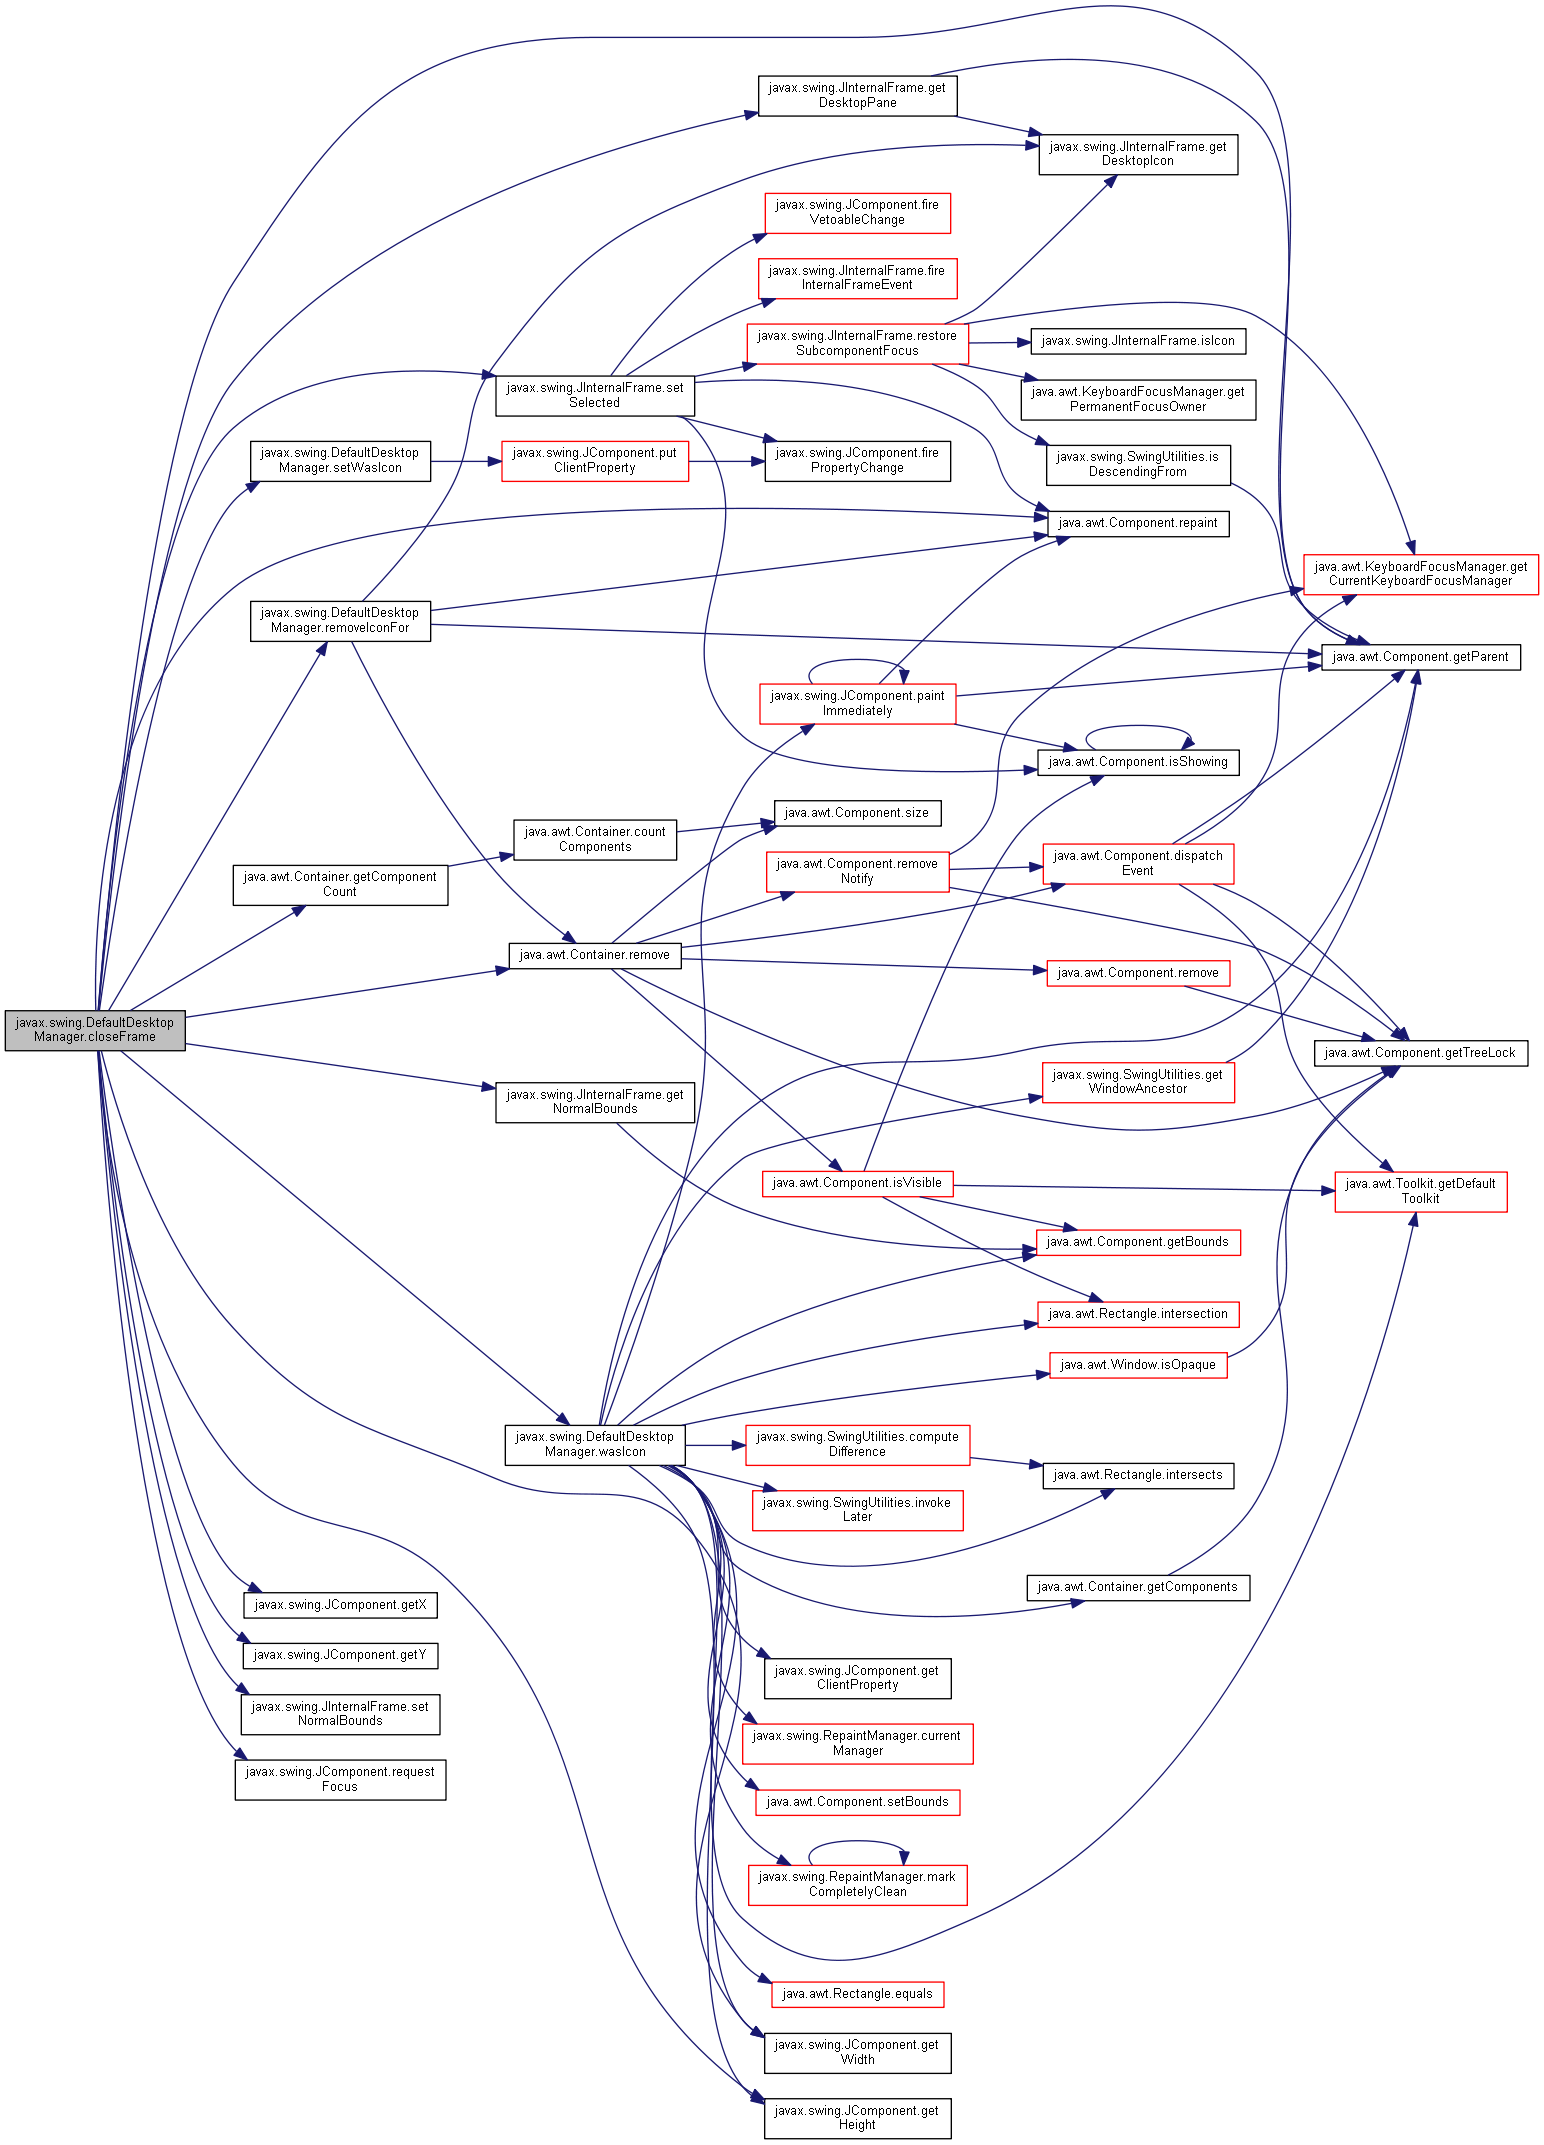 javax.swing.JInternalFrame.get
DesktopPane
javax.swing.JInternalFrame.get
DesktopIcon
javax.swing.JComponent.fire
VetoableChange
javax.swing.JInternalFrame.fire
InternalFrameEvent
javax.swing.JInternalFrame.restore
SubcomponentFocus
javax.swing.JInternalFrame.isIcon
javax.swing.JInternalFrame.set
Selected
java.awt.KeyboardFocusManager.get
PermanentFocusOwner
javax.swing.DefaultDesktop
Manager.setWasIcon
javax.swing.JComponent.put
ClientProperty
javax.swing.JComponent.fire
PropertyChange
javax.swing.SwingUtilities.is
DescendingFrom
java.awt.Component.repaint
java.awt.KeyboardFocusManager.get
CurrentKeyboardFocusManager
javax.swing.DefaultDesktop
Manager.removeIconFor
java.awt.Component.getParent
javax.swing.JComponent.paint
Immediately
java.awt.Component.isShowing
java.awt.Component.size
java.awt.Container.count
Components
java.awt.Container.getComponent
Count
java.awt.Component.remove
Notify
java.awt.Component.dispatch
Event
java.awt.Container.remove
java.awt.Component.remove
javax.swing.DefaultDesktop
Manager.closeFrame
java.awt.Component.getTreeLock
javax.swing.SwingUtilities.get
WindowAncestor
javax.swing.JInternalFrame.get
NormalBounds
java.awt.Component.isVisible
java.awt.Toolkit.getDefault
Toolkit
java.awt.Component.getBounds
java.awt.Rectangle.intersection
java.awt.Window.isOpaque
javax.swing.DefaultDesktop
Manager.wasIcon
javax.swing.SwingUtilities.compute
Difference
java.awt.Rectangle.intersects
javax.swing.SwingUtilities.invoke
Later
java.awt.Container.getComponents
javax.swing.JComponent.getX
javax.swing.JComponent.getY
javax.swing.JComponent.get
ClientProperty
javax.swing.JInternalFrame.set
NormalBounds
javax.swing.RepaintManager.current
Manager
javax.swing.JComponent.request
Focus
java.awt.Component.setBounds
javax.swing.RepaintManager.mark
CompletelyClean
java.awt.Rectangle.equals
javax.swing.JComponent.get
Width
javax.swing.JComponent.get
Height